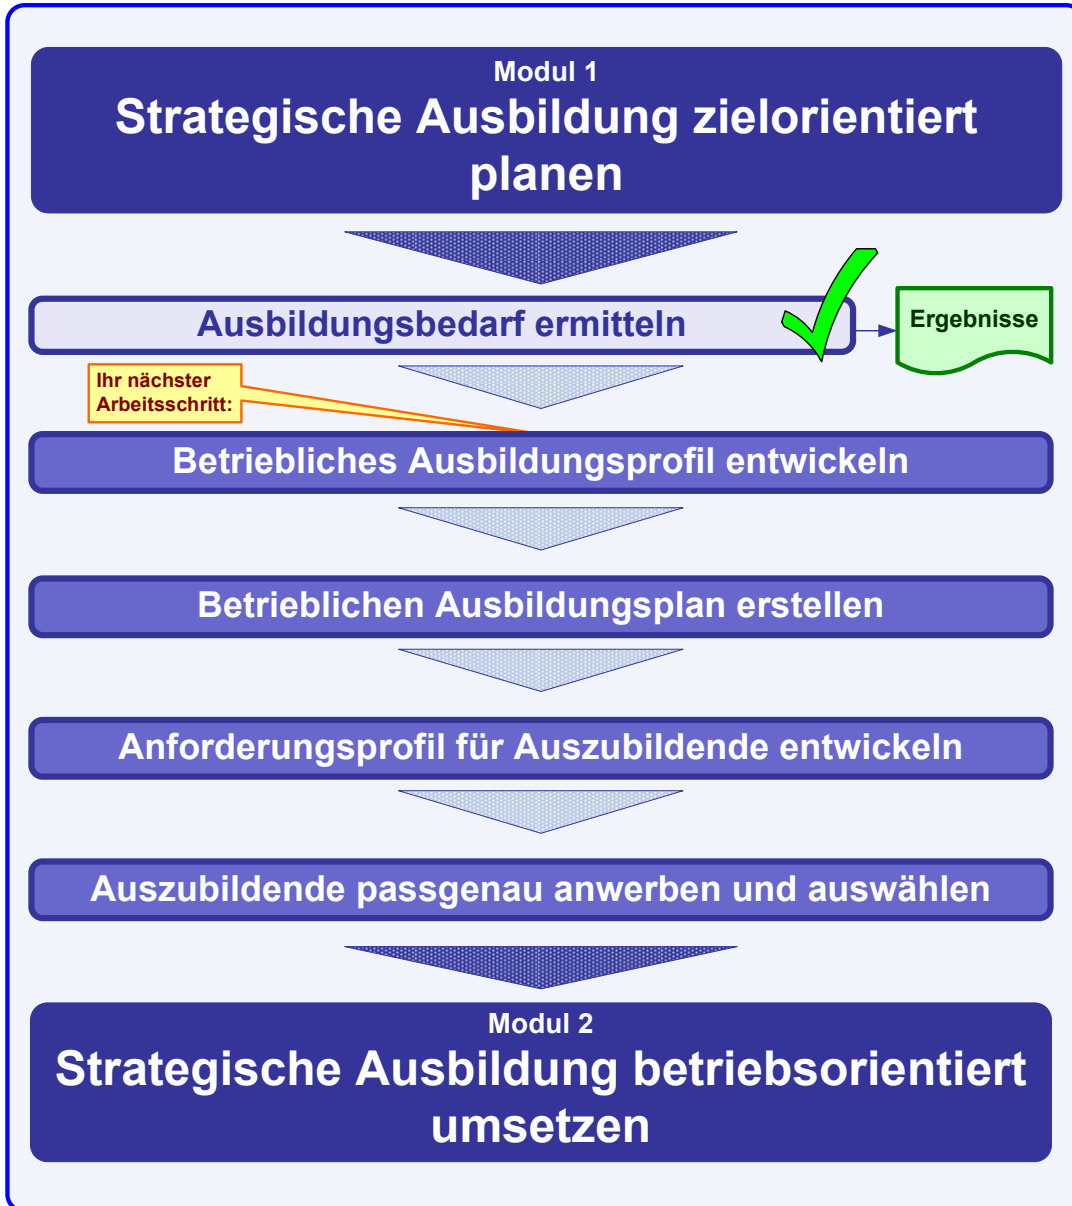 Modul 1
Strategische Ausbildung zielorientiert
planen
Ausbildungsbedarf ermitteln
Ergebnisse
Ihr nächster
Arbeitsschritt:
Betriebliches Ausbildungsprofil entwickeln
Betrieblichen Ausbildungsplan erstellen
Anforderungsprofil für Auszubildende entwickeln
Auszubildende passgenau anwerben und auswählen
Modul 2
Strategische Ausbildung betriebsorientiert
umsetzen